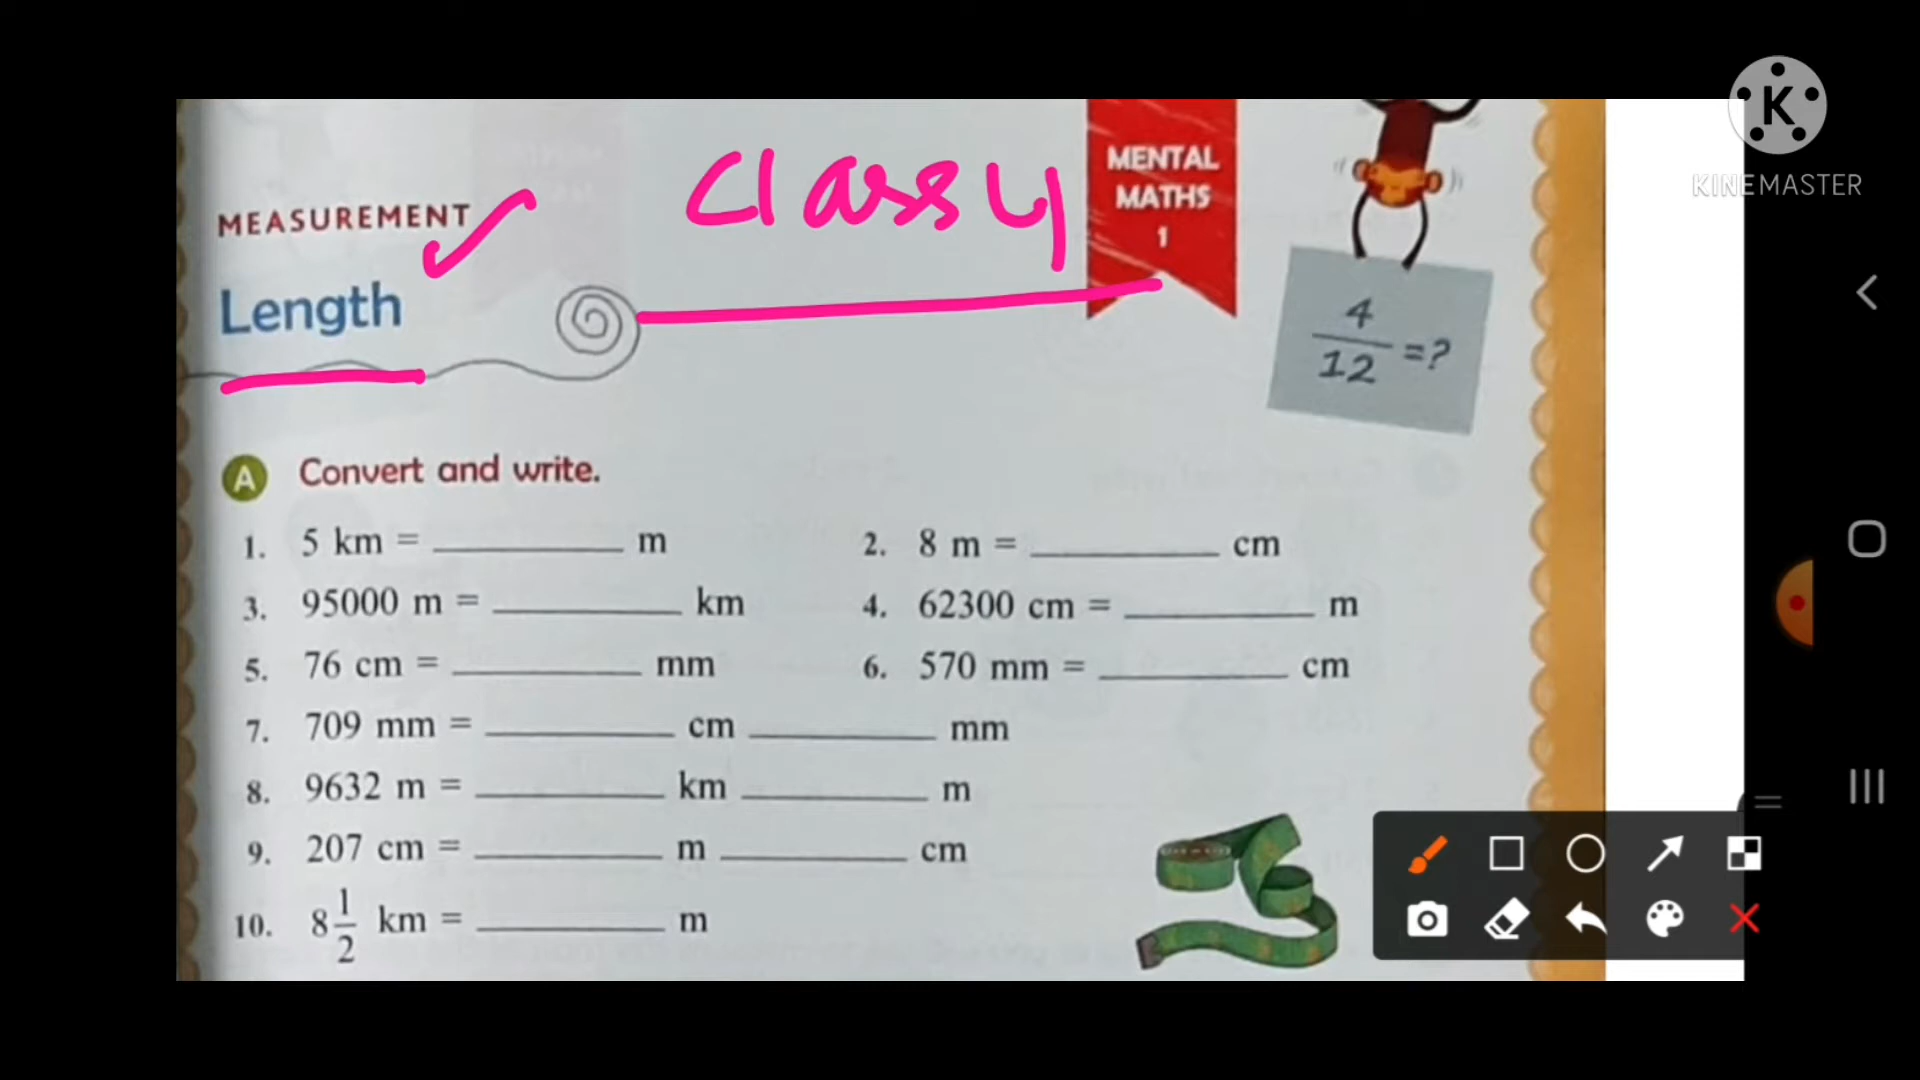 MEASUREMENT
Length
Class 4
MENTAL
MATHS
1
4/12 =?
K
KINEMASTER
A Convert and write.
1. 5 km = __________ m
2. 8 m = __________ cm
3. 95000 m = __________ km
4. 62300 cm = __________ m
5. 76 cm = __________ mm
6. 570 mm = __________ cm
7. 709 mm = __________ cm __________ mm
8. 9632 m = __________ km __________ m
9. 207 cm = __________ m __________ cm
10. 8 1/2 km = __________ m